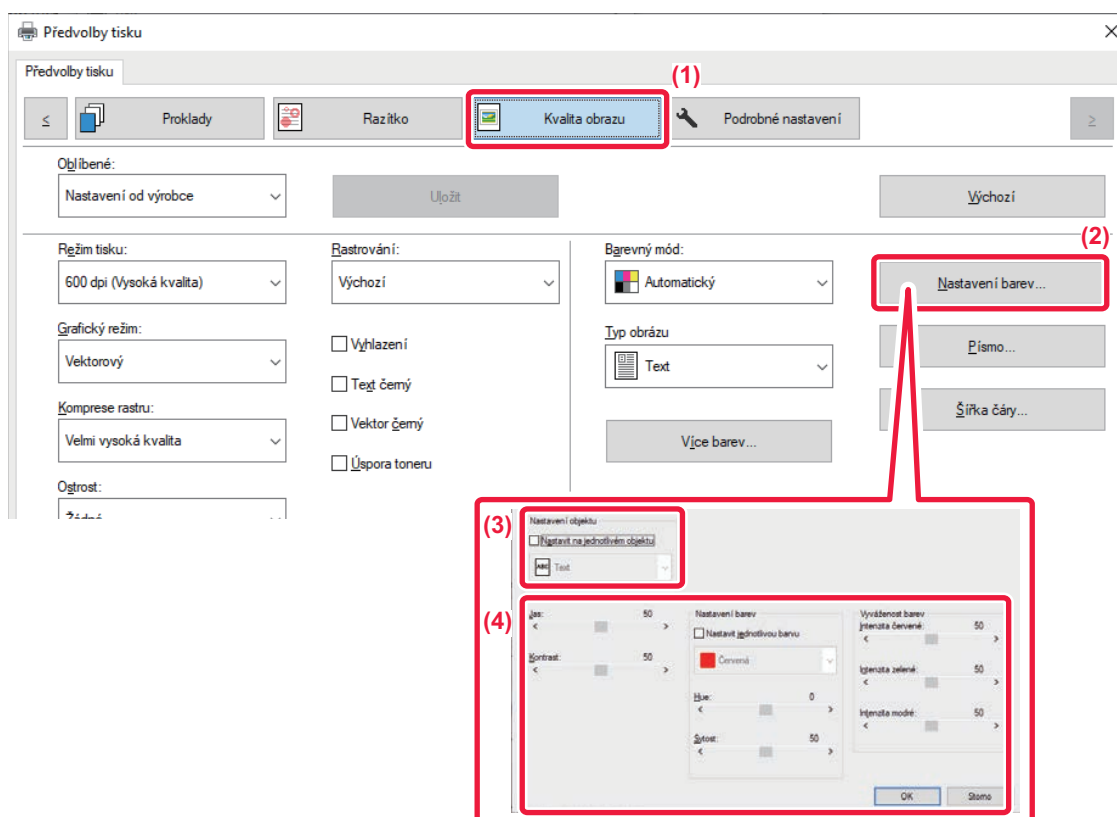 Předvolby tisku
Předvolby tisku
(1)
≤ Proklady Razítko Kvalita obrazu Podrobné nastavení ≥
Oblíbené:
Nastavení od výrobce Uložit Výchozí
(2)
Režim tisku: Rastrování: Barevný mód:
600 dpi (Vysoká kvalita) Výchozí Automatický Nastavení barev...
Grafický režim: Vyhlazení Typ obrázu
Vektorový Text Písmo...
Text černý
Komprese rastru: Šířka čáry...
Velmi vysoká kvalita Vektor černý Více barev...
Úspora toneru
Ostrost:
Žádné
(3) Nastavení objektu
Nastavit na jednotlivém objektu
ABC Text
(4) Jas: 50 Nastavení barev Vyváženost barev
Nastavit jednotlivou barvu Intenzita červené: 50
Kontrast: 50 Červená
Intenzita zelené: 50
Hue: 0
Intenzita modré: 50
Sytost: 50
OK Storno